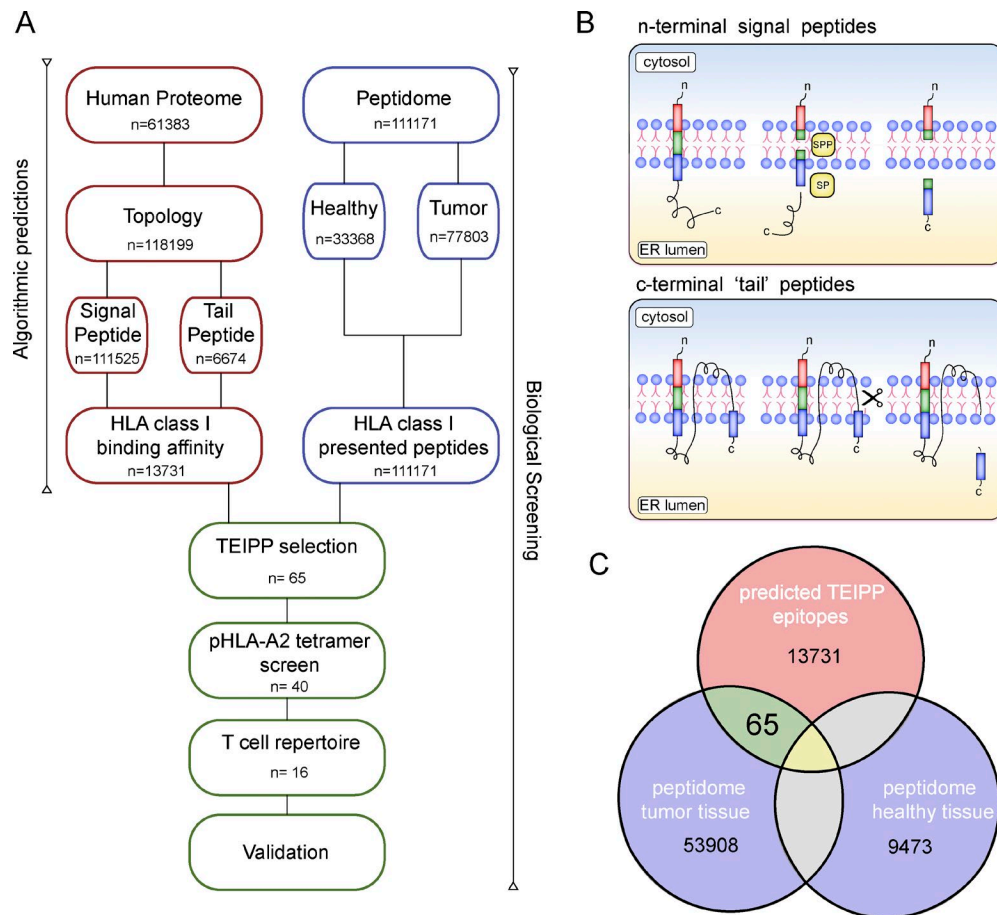 A
Algorithmic predictions
Human Proteome
n=61383
Topology
n=118199
Signal
Peptide
n=111525
Tail
Peptide
n=6674
HLA class I
binding affinity
n=13731
Peptidome
n=111171
Healthy
n=33368
Tumor
n=77803
HLA class I
presented peptides
n=111171
Biological Screening
TEIPP selection
n= 65
pHLA-A2 tetramer
screen
n= 40
T cell repertoire
n= 16
Validation
B
n-terminal signal peptides
cytosol
n
n
n
SPP
SP
c
c
c
ER lumen
c-terminal ‘tail’ peptides
cytosol
n
n
n
c
c
c
ER lumen
C
predicted TEIPP
epitopes
13731
65
peptidome
tumor tissue
53908
peptidome
healthy tissue
9473